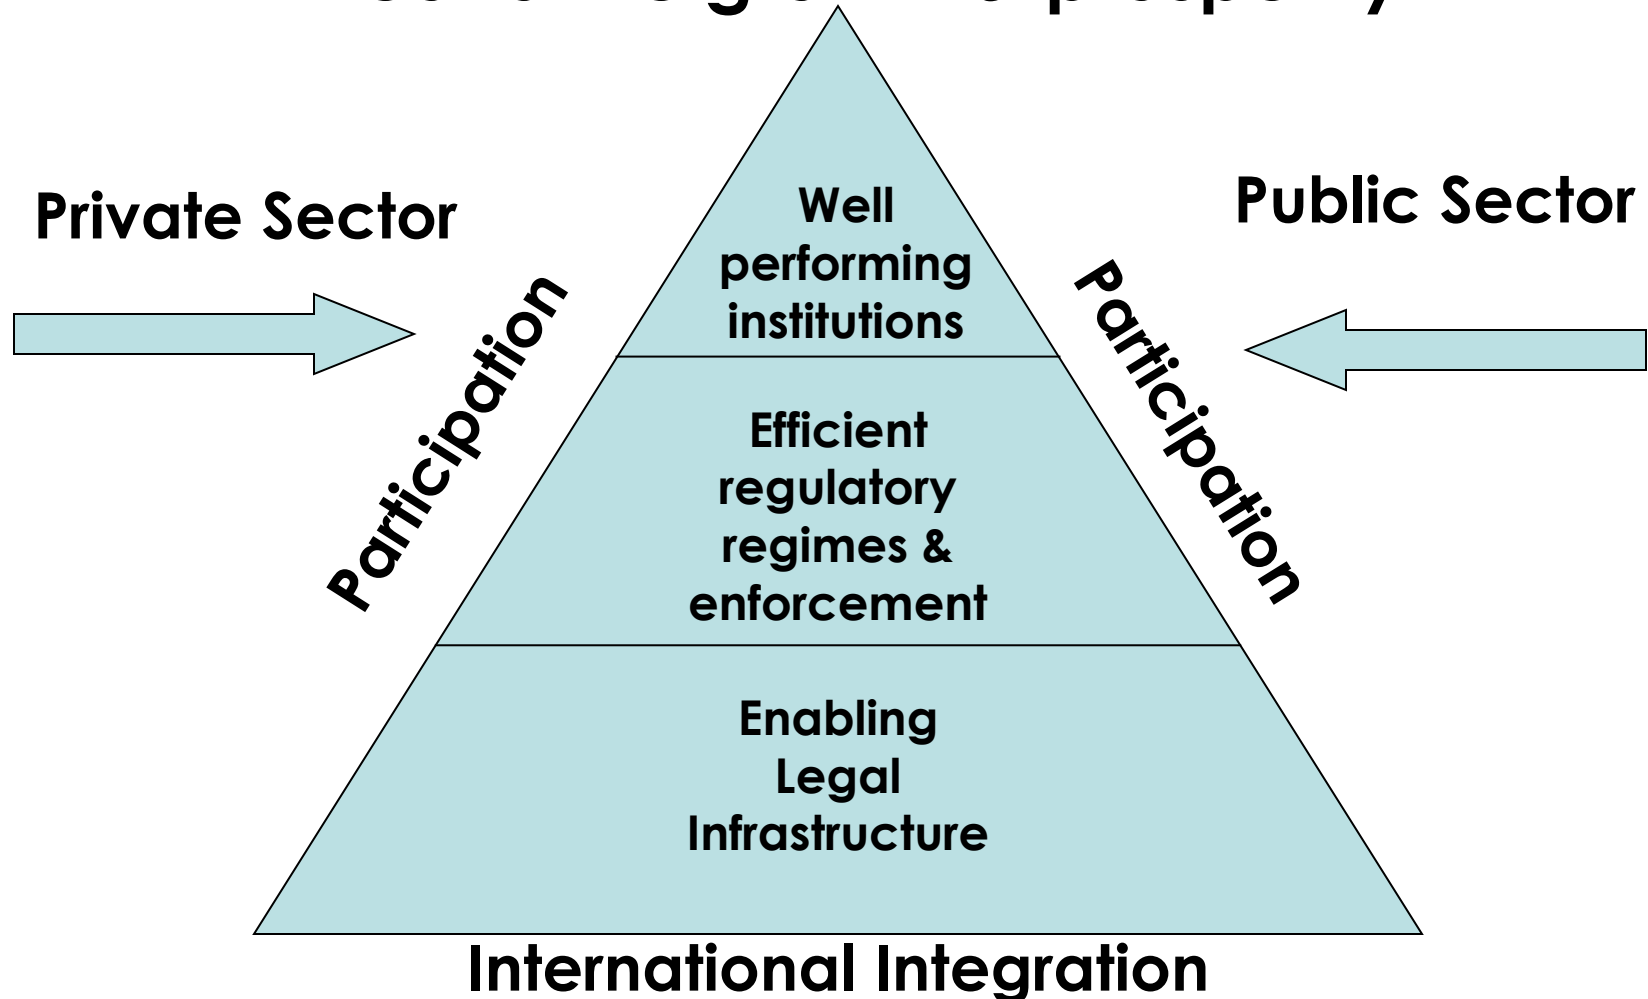 Private Sector
Public Sector
Participation
Participation
Well
performing
institutions
Efficient
regulatory
regimes &
enforcement
Enabling
Legal
Infrastructure
International Integration